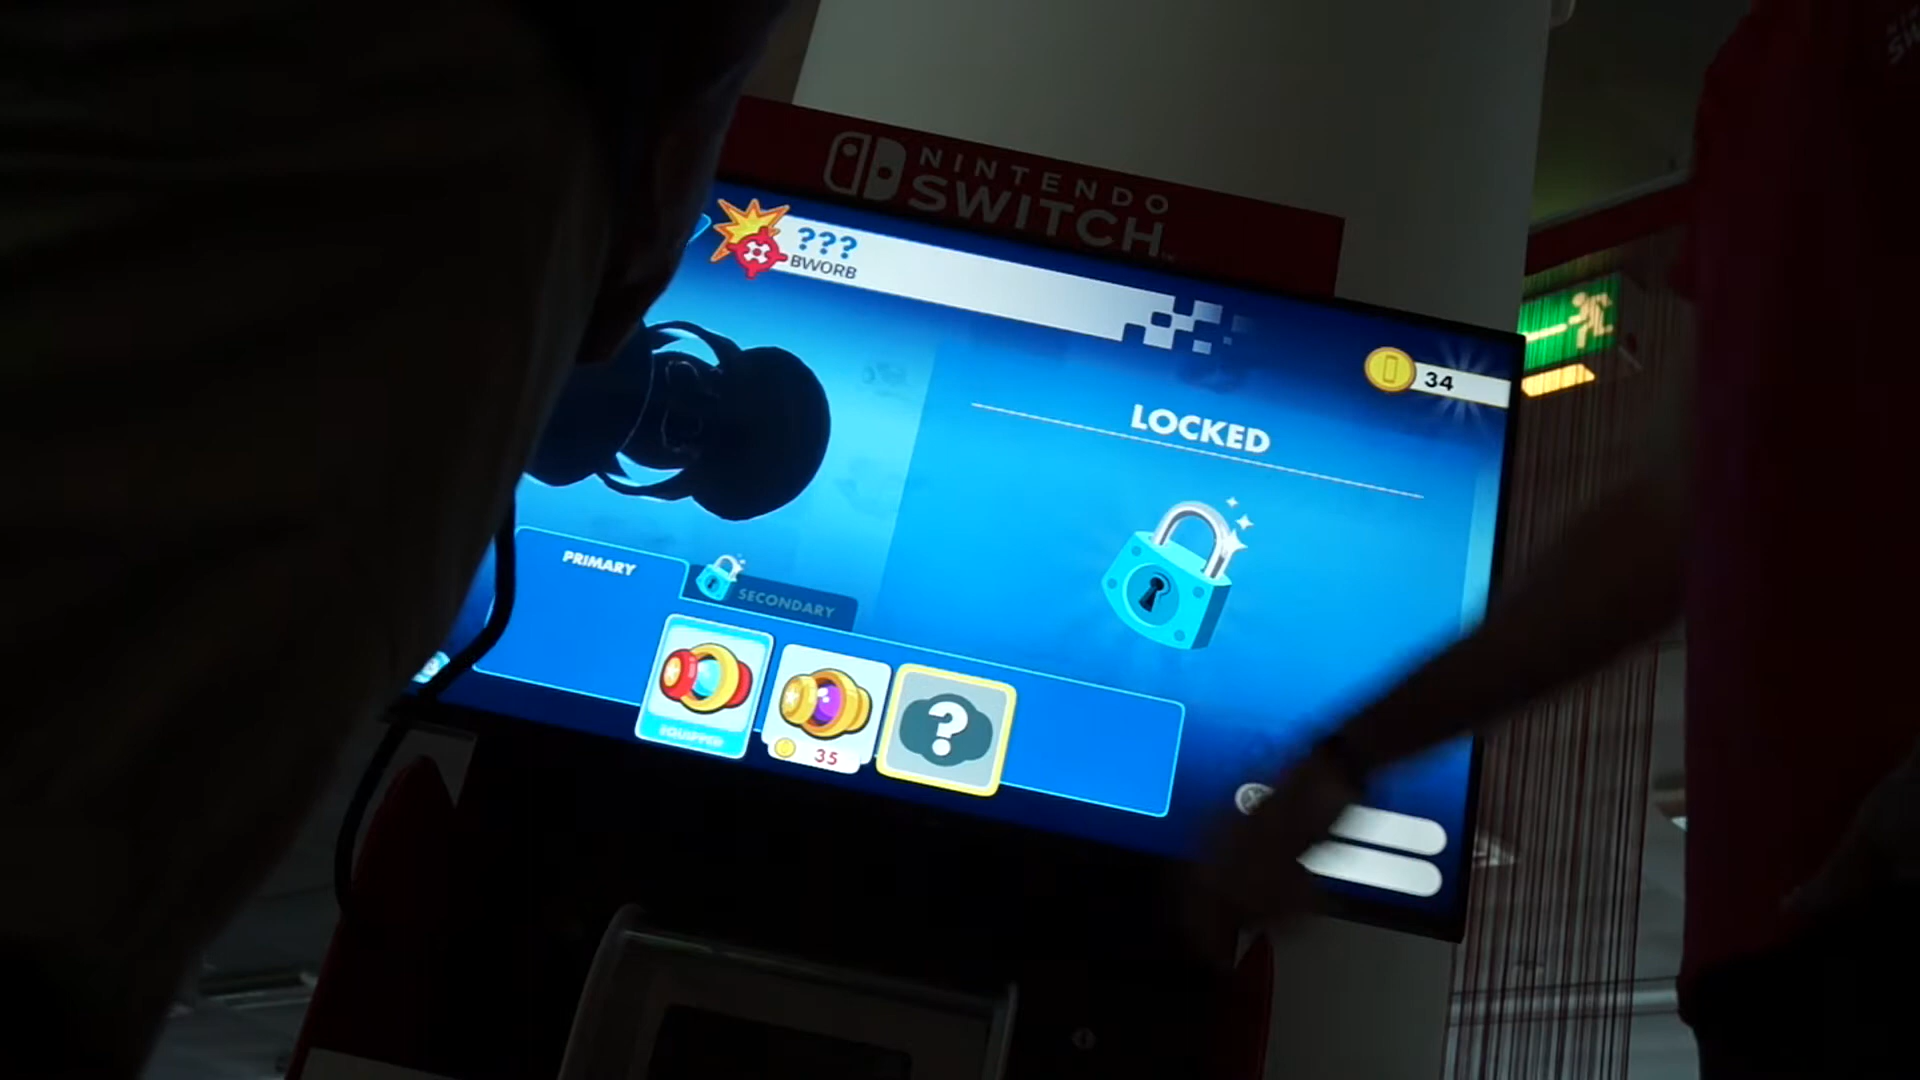 NINTENDO
SWITCH
???
BWORB
34
LOCKED
PRIMARY
SECONDARY
EQUIPPED
35
?